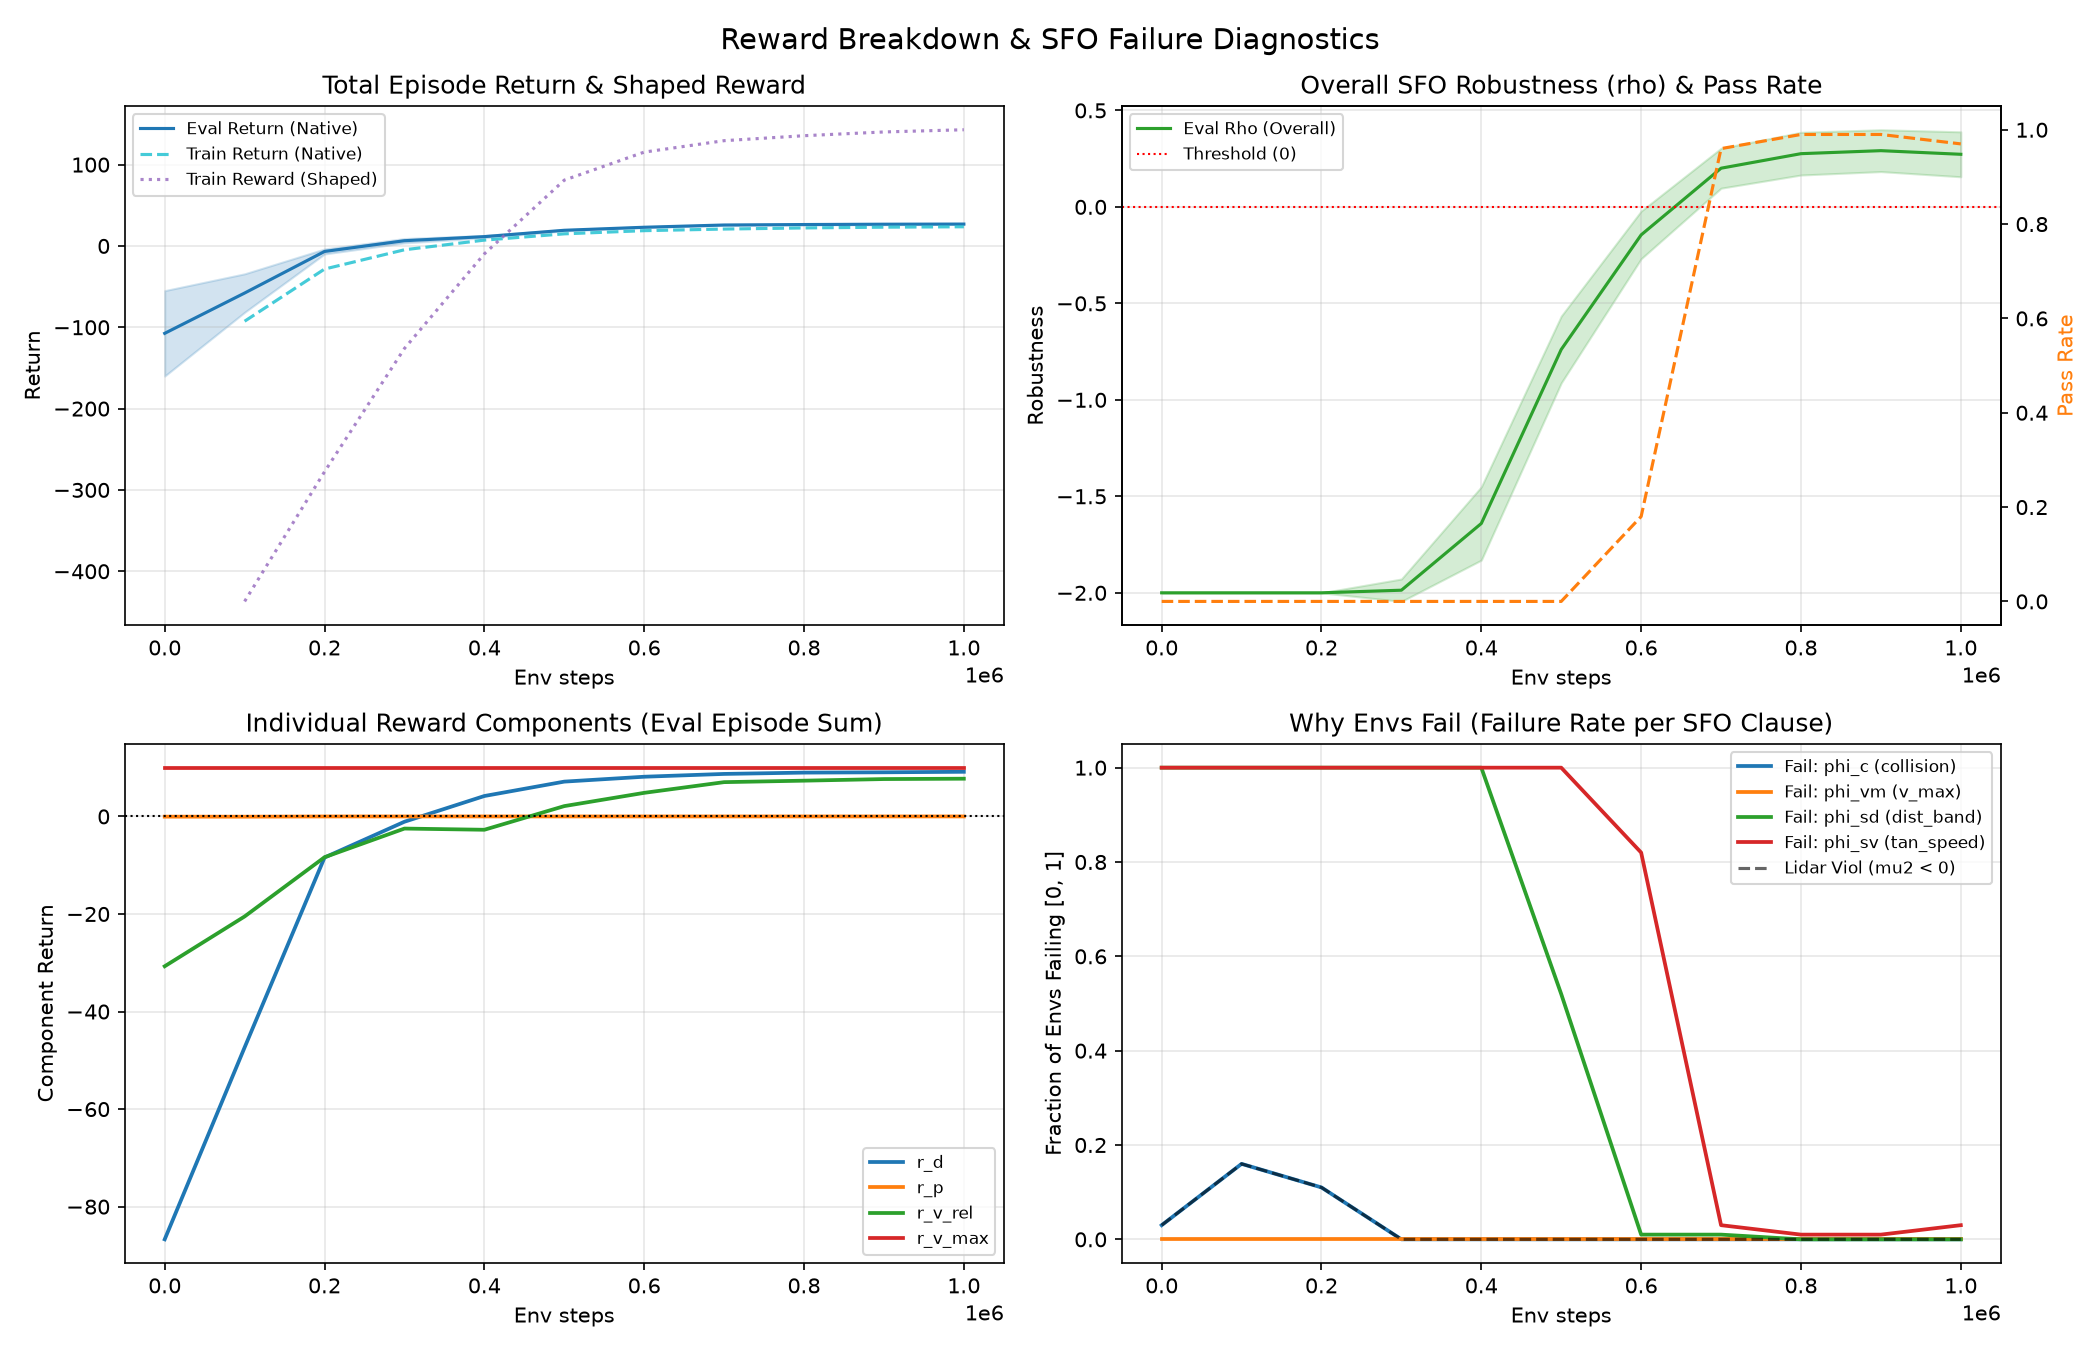 Reward Breakdown & SFO Failure Diagnostics
Total Episode Return & Shaped Reward
Eval Return (Native)
Train Return (Native)
Train Reward (Shaped)
100
0
−100
−200
−300
−400
Return
0.0 0.2 0.4 0.6 0.8 1.0
1e6
Env steps
Overall SFO Robustness (rho) & Pass Rate
Eval Rho (Overall)
Threshold (0)
0.5
0.0
−0.5
−1.0
−1.5
−2.0
Robustness
1.0
0.8
0.6
0.4
0.2
0.0
Pass Rate
0.0 0.2 0.4 0.6 0.8 1.0
1e6
Env steps
Individual Reward Components (Eval Episode Sum)
0
−20
−40
−60
−80
Component Return
r_d
r_p
r_v_rel
r_v_max
0.0 0.2 0.4 0.6 0.8 1.0
1e6
Env steps
Why Envs Fail (Failure Rate per SFO Clause)
Fail: phi_c (collision)
Fail: phi_vm (v_max)
Fail: phi_sd (dist_band)
Fail: phi_sv (tan_speed)
Lidar Viol (mu2 < 0)
1.0
0.8
0.6
0.4
0.2
0.0
Fraction of Envs Failing [0, 1]
0.0 0.2 0.4 0.6 0.8 1.0
1e6
Env steps